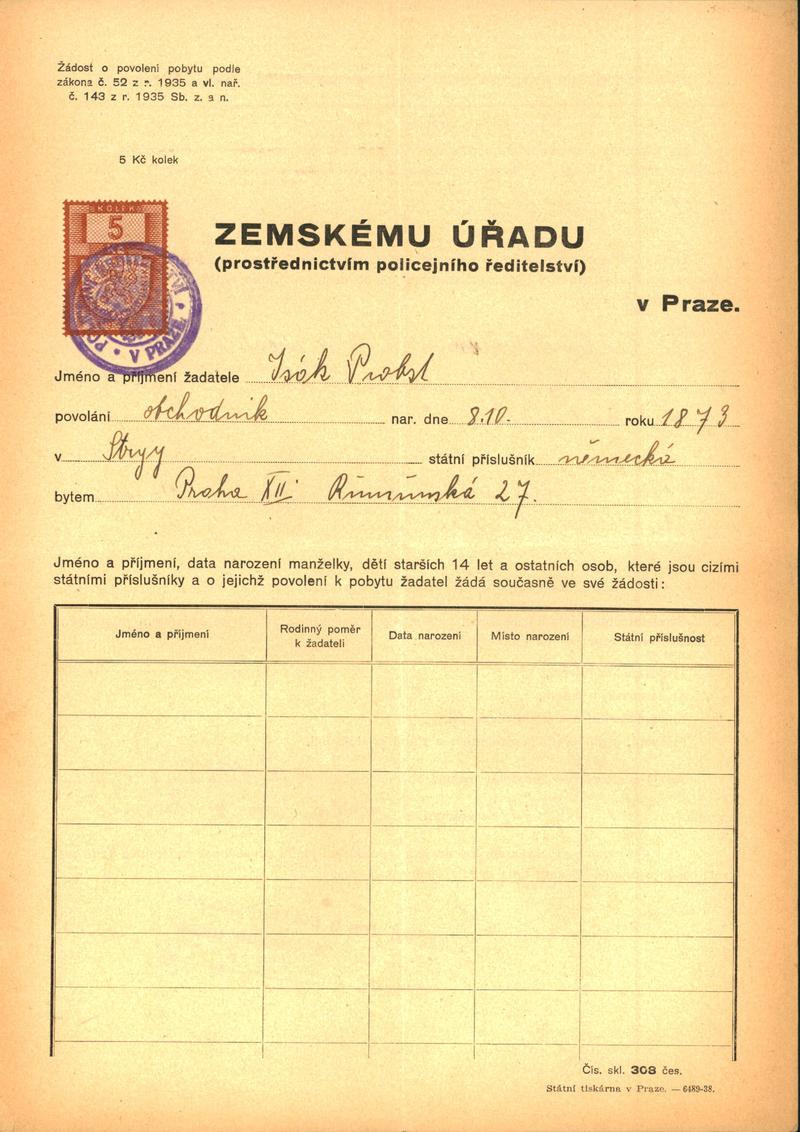 Žádost o povolení pobytu podle
zákona č. 52 z r. 1935 a vl. nař.
č. 143 z r. 1935 Sb. z. a n.
5 Kč kolek
KOLEK
5
V PRAZE
ZEMSKÉMU ÚŘADU
(prostřednictvím policejního ředitelství)
v Praze.
Jméno a příjmení žadatele Isák Probst
povolání obchodník nar. dne 8.10. roku 1873
v Stryy státní příslušník německá
bytem Praha XII. Rumunská 27.
Jméno a příjmení, data narození manželky, dětí starších 14 let a ostatních osob, které jsou cizími
státními příslušníky a o jejichž povolení k pobytu žadatel žádá současně ve své žádosti:
Jméno a příjmení Rodinný poměr k žadateli Data narození Místo narození Státní příslušnost
Čís. skl. 308 čes.
Státní tiskárna v Praze. — 6489-38.